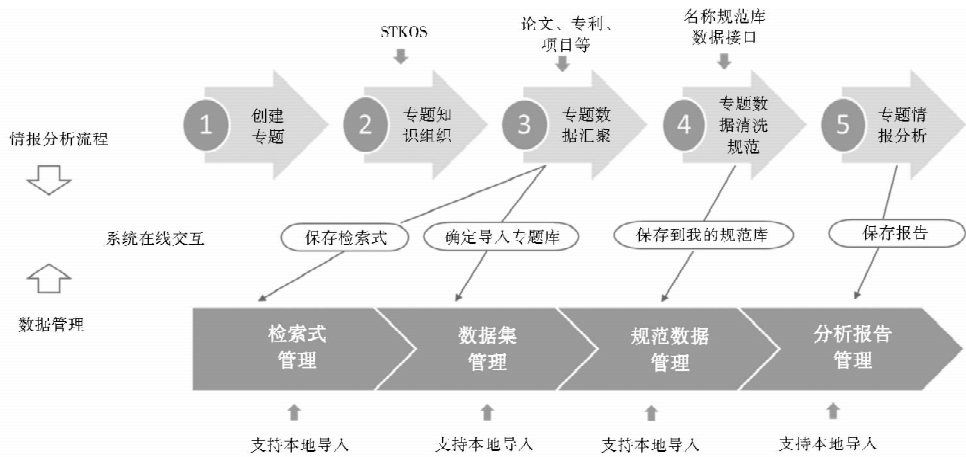 STKOS
论文、专利、
项目等
名称规范库
数据接口
1
创建
专题
2
专题知
识组织
3
专题数
据汇聚
4
专题数
据清洗
规范
5
专题情
报分析
情报分析流程
系统在线交互
保存检索式
确定导入专题库
保存到我的规范库
保存报告
数据管理
检索式
管理
数据集
管理
规范数据
管理
分析报告
管理
支持本地导入
支持本地导入
支持本地导入
支持本地导入